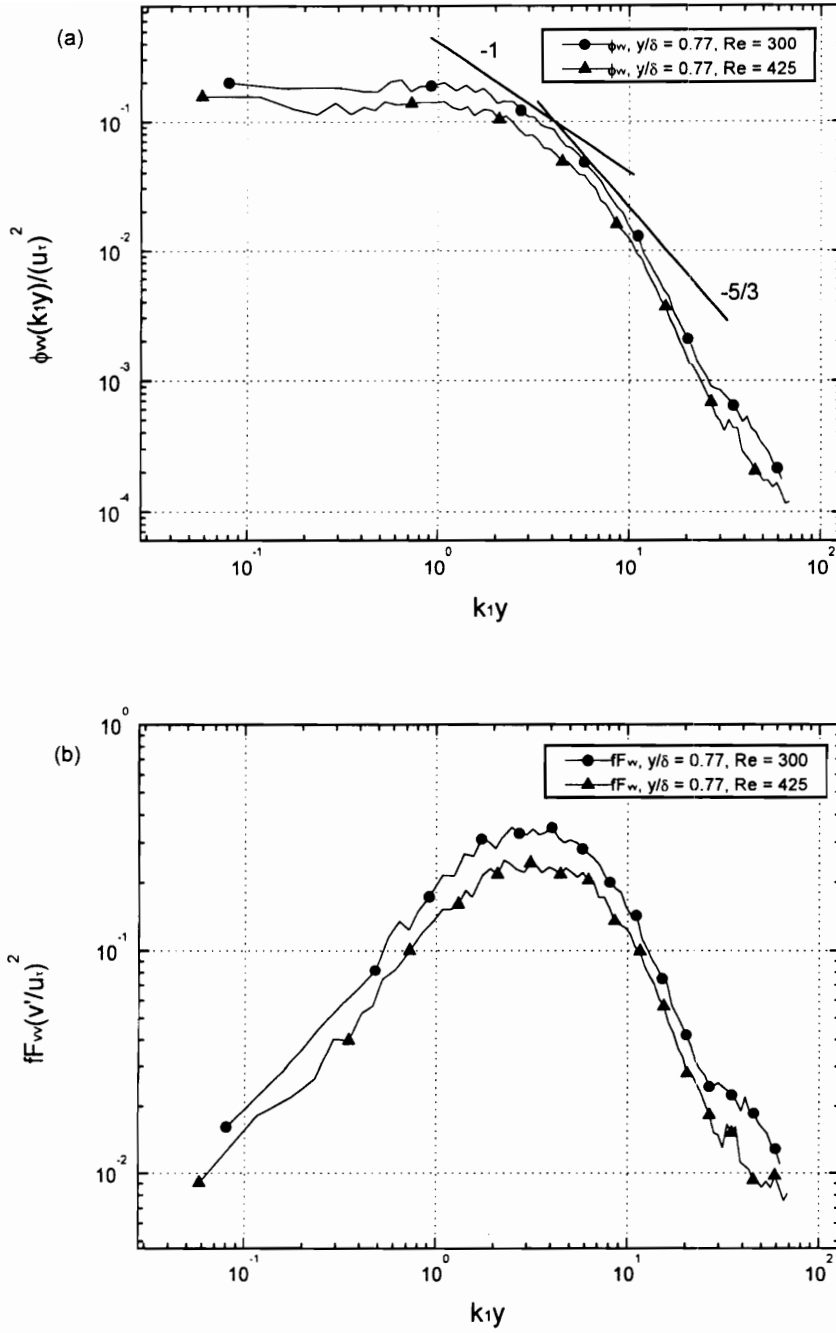 (a)
-1
ϕw, y/δ = 0.77, Re = 300
ϕw, y/δ = 0.77, Re = 425
10⁻¹
10⁻²
10⁻³
10⁻⁴
-5/3
ϕw(k₁y)/(uτ)²
10⁻¹ 10⁰ 10¹ 10²
k₁y
(b)
fFw, y/δ = 0.77, Re = 300
fFw, y/δ = 0.77, Re = 425
10⁰
10⁻¹
10⁻²
fFw(v'/uτ)²
10⁻¹ 10⁰ 10¹ 10²
k₁y